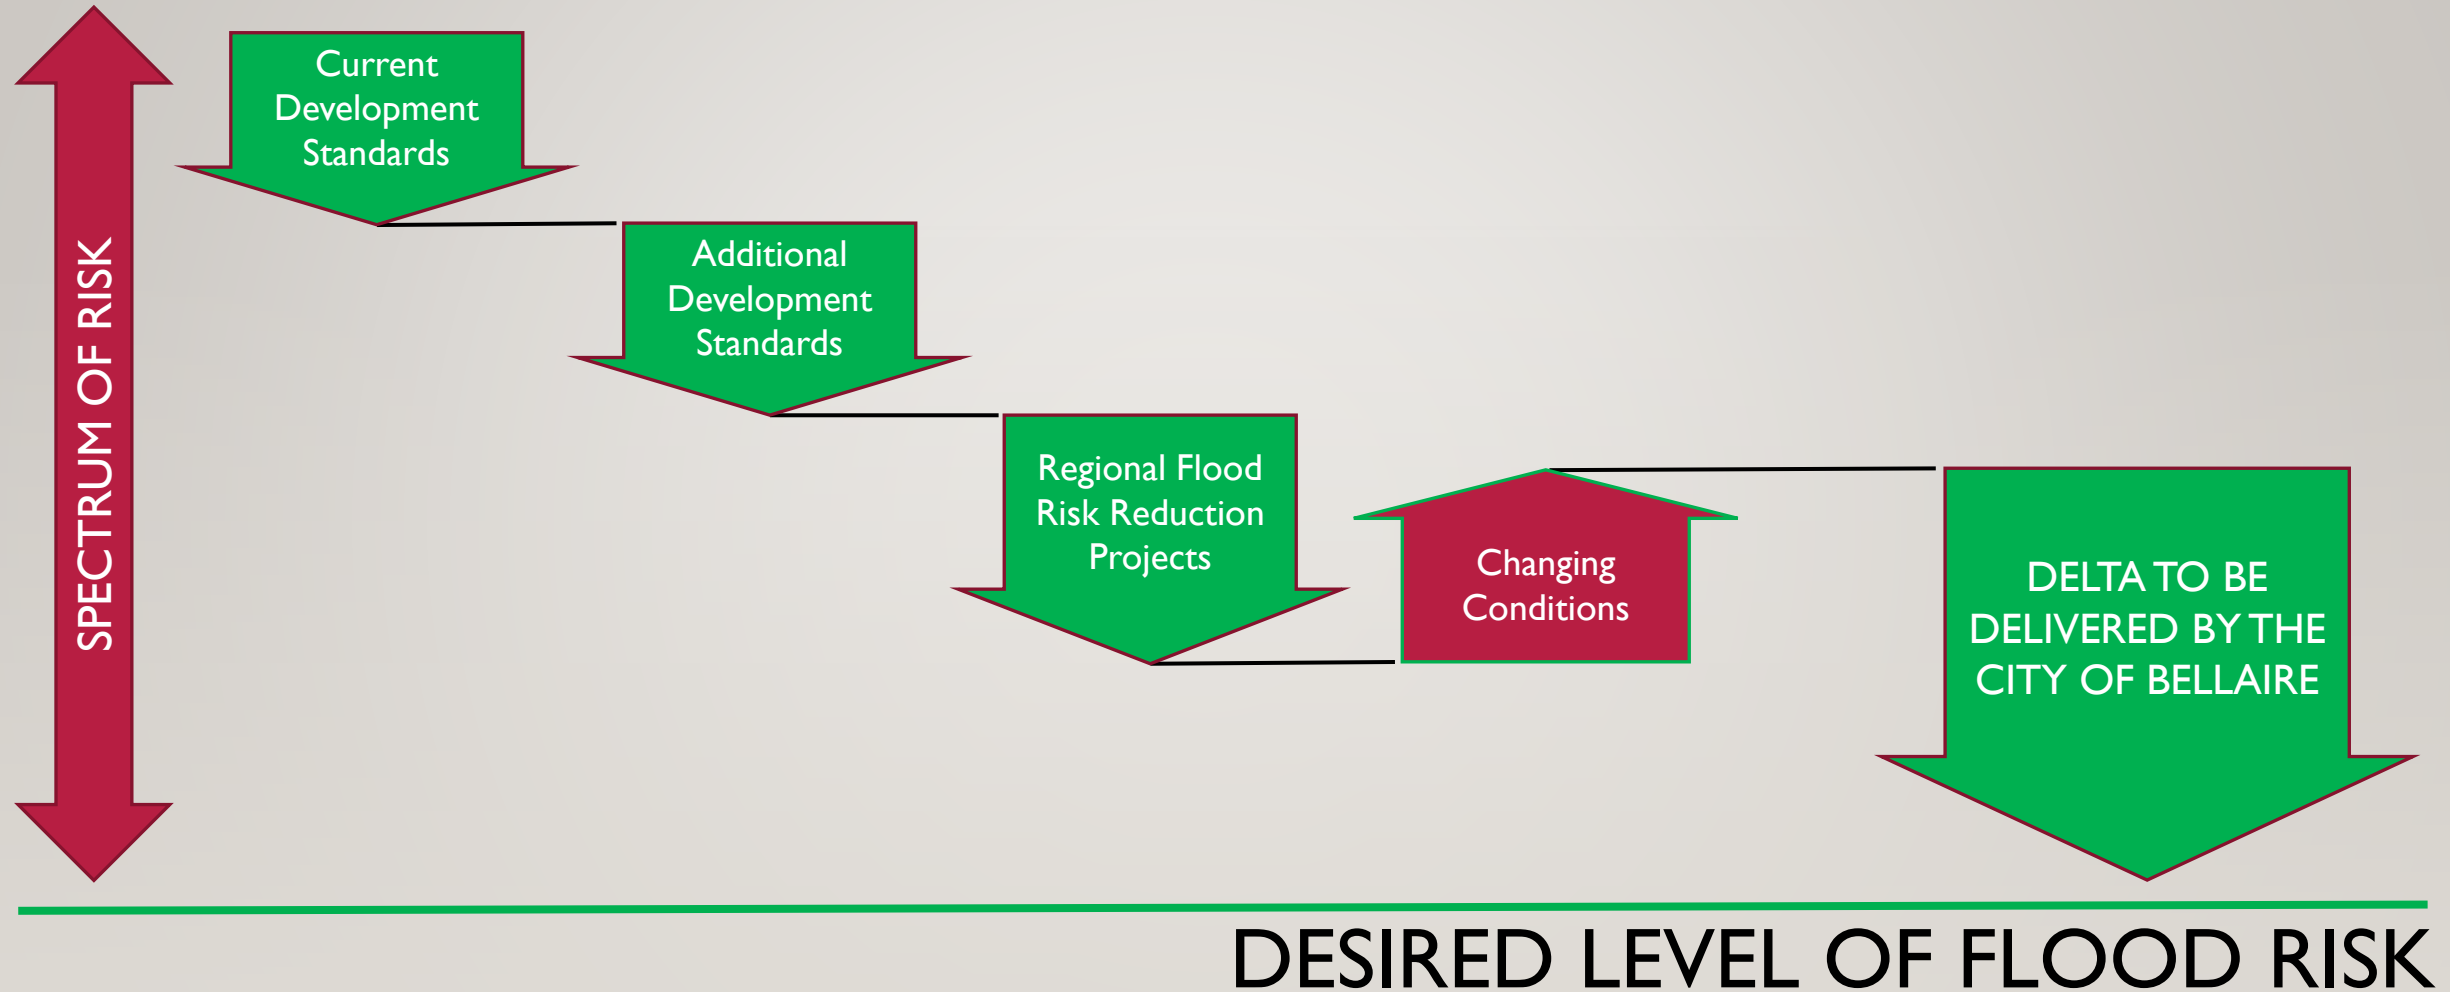 SPECTRUM OF RISK
Current
Development
Standards
Additional
Development
Standards
Regional Flood
Risk Reduction
Projects
Changing
Conditions
DELTA TO BE
DELIVERED BY THE
CITY OF BELLAIRE
DESIRED LEVEL OF FLOOD RISK